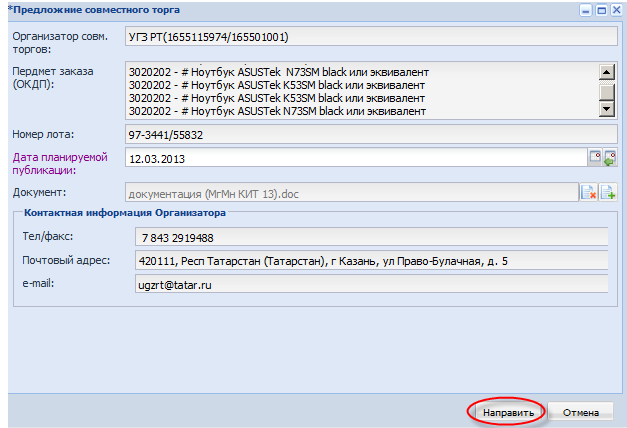 *Предложние совместного торга
Организатор совм. торгов:
УГЗ РТ(1655115974/165501001)
Пердмет заказа (ОКДП):
3020202 - # Ноутбук ASUSTek N73SM black или эквивалент
3020202 - # Ноутбук ASUSTek K53SM black или эквивалент
3020202 - # Ноутбук ASUSTek K53SM black или эквивалент
3020202 - # Ноутбук ASUSTek N73SM black или эквивалент
Номер лота:
97-3441/55832
Дата планируемой публикации:
12.03.2013
Документ:
документация (МгМн КИТ 13).doc
Контактная информация Организатора
Тел/факс:
7 843 2919488
Почтовый адрес:
420111, Респ Татарстан (Татарстан), г Казань, ул Право-Булачная, д. 5
e-mail:
ugzrt@tatar.ru
Направить
Отмена